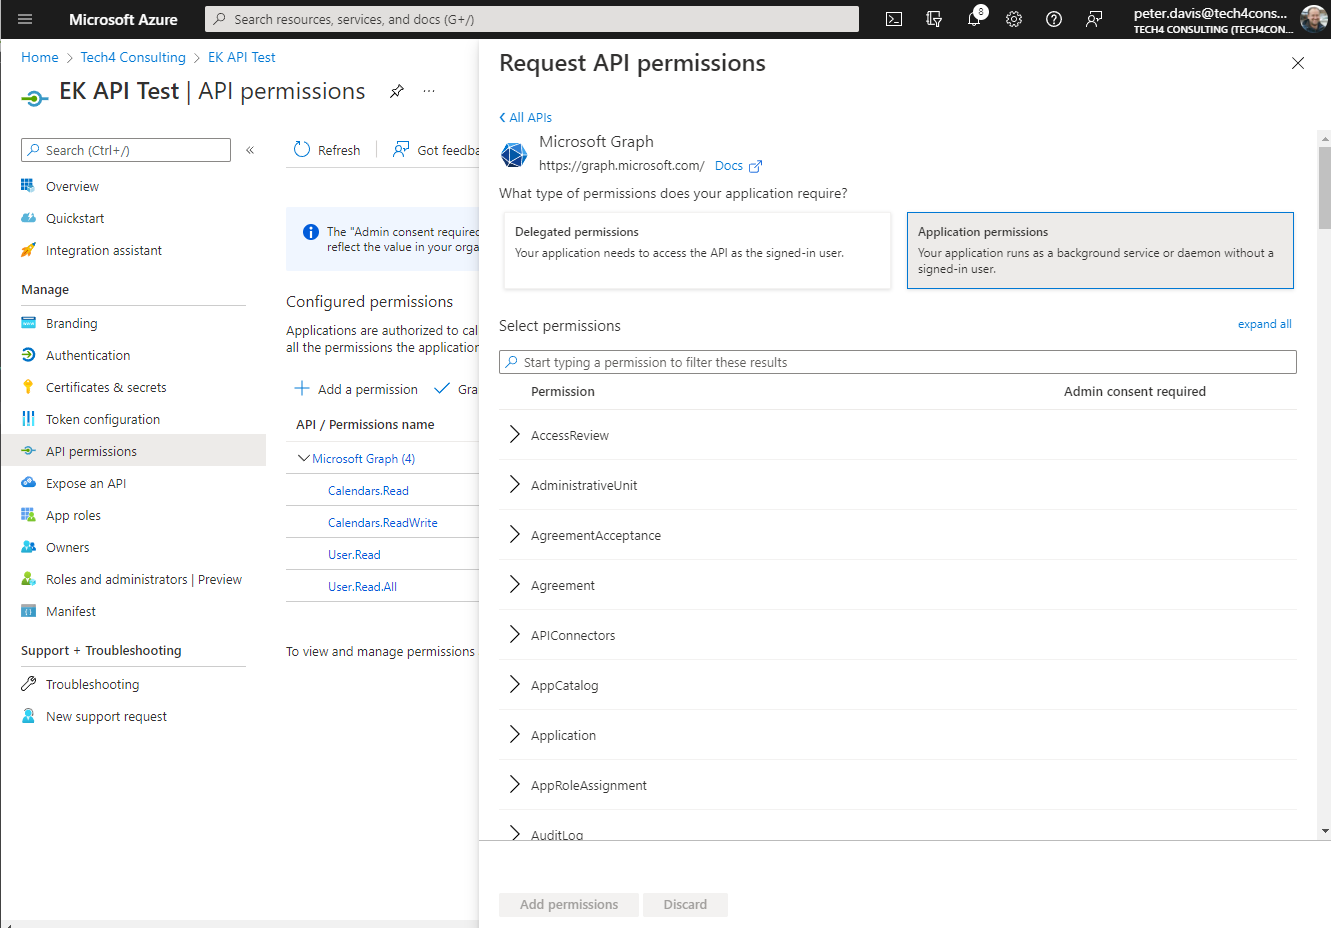 Microsoft Azure
Search resources, services, and docs (G+/)
8
peter.davis@tech4cons...
TECH4 CONSULTING (TECH4CON...
Home > Tech4 Consulting > EK API Test
EK API Test | API permissions
...
Search (Ctrl+/)
«
Overview
Quickstart
Integration assistant
Manage
Branding
Authentication
Certificates & secrets
Token configuration
API permissions
Expose an API
App roles
Owners
Roles and administrators | Preview
Manifest
Support + Troubleshooting
Troubleshooting
New support request
Refresh
Got feedba
The "Admin consent required
reflect the value in your orga
Configured permissions
Applications are authorized to cal
all the permissions the application
Add a permission
Gra
API / Permissions name
Microsoft Graph (4)
Calendars.Read
Calendars.ReadWrite
User.Read
User.Read.All
To view and manage permissions
Request API permissions
All APIs
Microsoft Graph
https://graph.microsoft.com/ Docs
What type of permissions does your application require?
Delegated permissions
Your application needs to access the API as the signed-in user.
Application permissions
Your application runs as a background service or daemon without a
signed-in user.
Select permissions
expand all
Start typing a permission to filter these results
Permission
Admin consent required
AccessReview
AdministrativeUnit
AgreementAcceptance
Agreement
APIConnectors
AppCatalog
Application
AppRoleAssignment
AuditLog
Add permissions
Discard